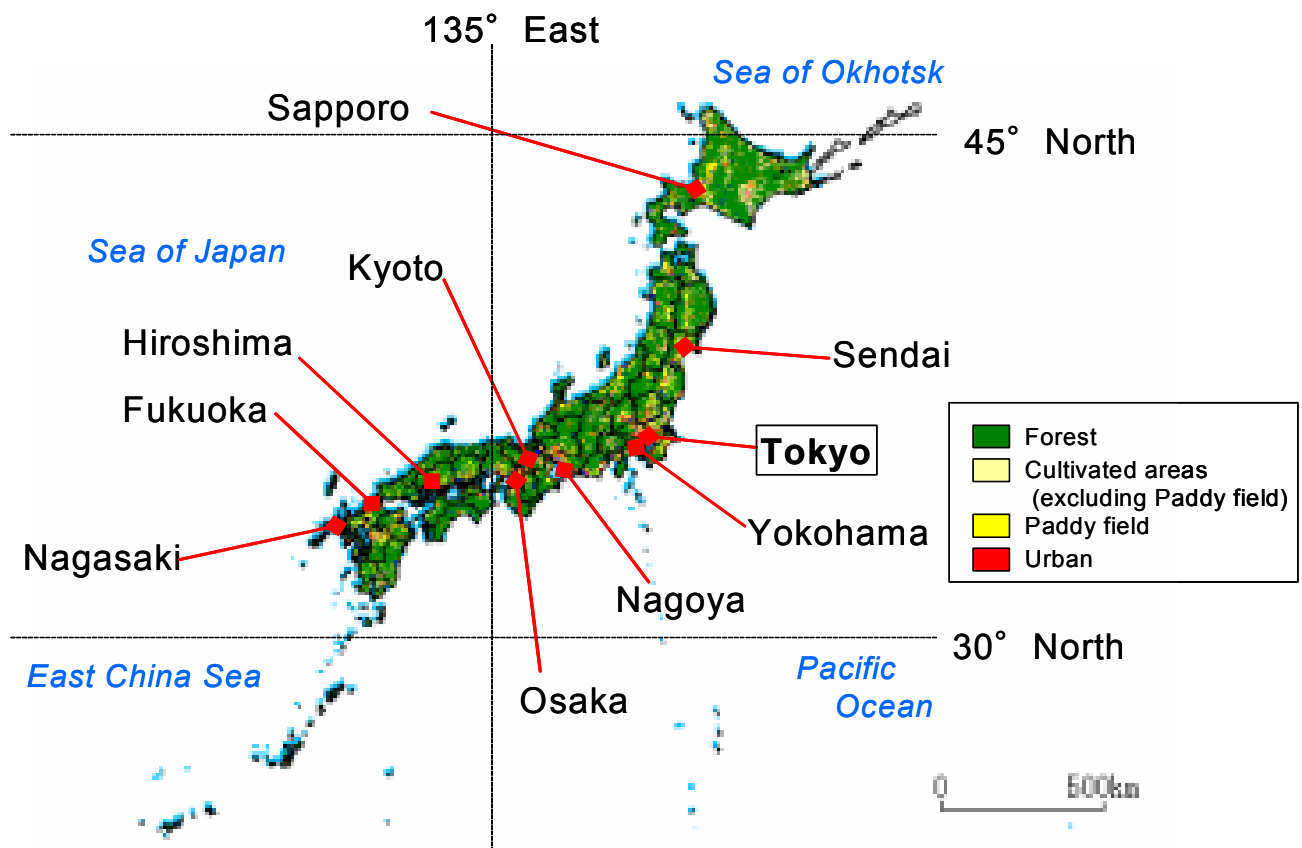 135° East
Sea of Okhotsk
Sapporo
45° North
Sea of Japan
Kyoto
Hiroshima
Sendai
Fukuoka
Tokyo
Forest
Cultivated areas
(excluding Paddy field)
Paddy field
Urban
Yokohama
Nagasaki
Nagoya
30° North
East China Sea
Pacific
Ocean
Osaka
0 500km